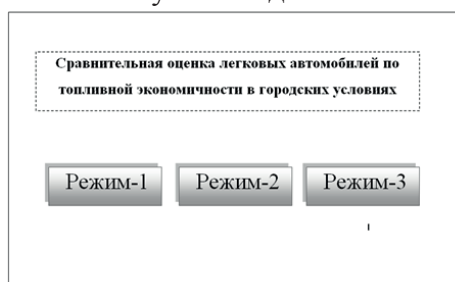 Сравнительная оценка легковых автомобилей по
топливной экономичности в городских условиях
Режим-1 Режим-2 Режим-3